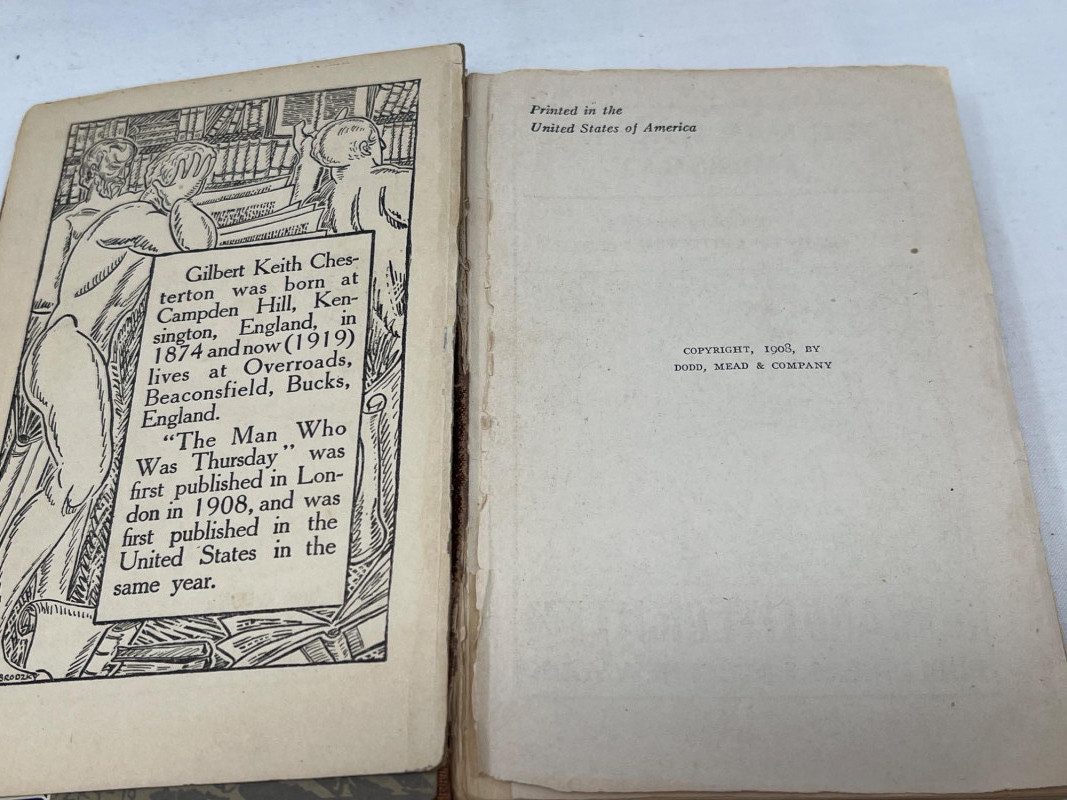 Gilbert Keith Ches-
terton was born at
Campden Hill, Ken-
sington, England, in
1874 and now (1919)
lives at Overroads,
Beaconsfield, Bucks,
England.
"The Man Who
Was Thursday" was
first published in Lon-
don in 1908, and was
first published in the
United States in the
same year.
BRODZKY
Printed in the
United States of America
COPYRIGHT, 1908, BY
DODD, MEAD & COMPANY